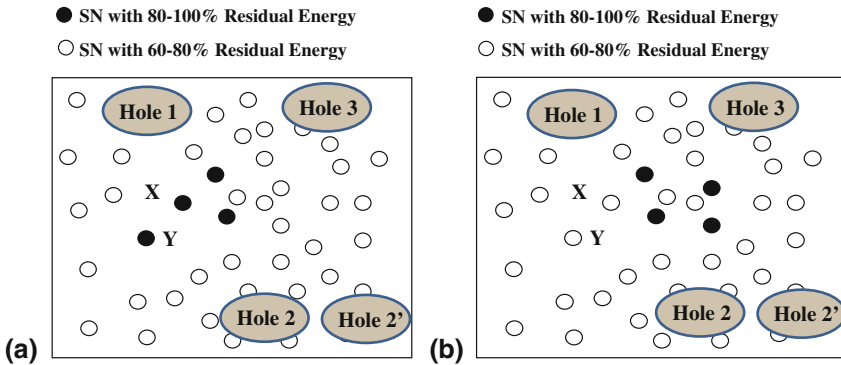 SN with 80-100% Residual Energy
SN with 60-80% Residual Energy
Hole 1
Hole 3
X
Y
Hole 2
Hole 2'
(a)
SN with 80-100% Residual Energy
SN with 60-80% Residual Energy
Hole 1
Hole 3
X
Y
Hole 2
Hole 2'
(b)